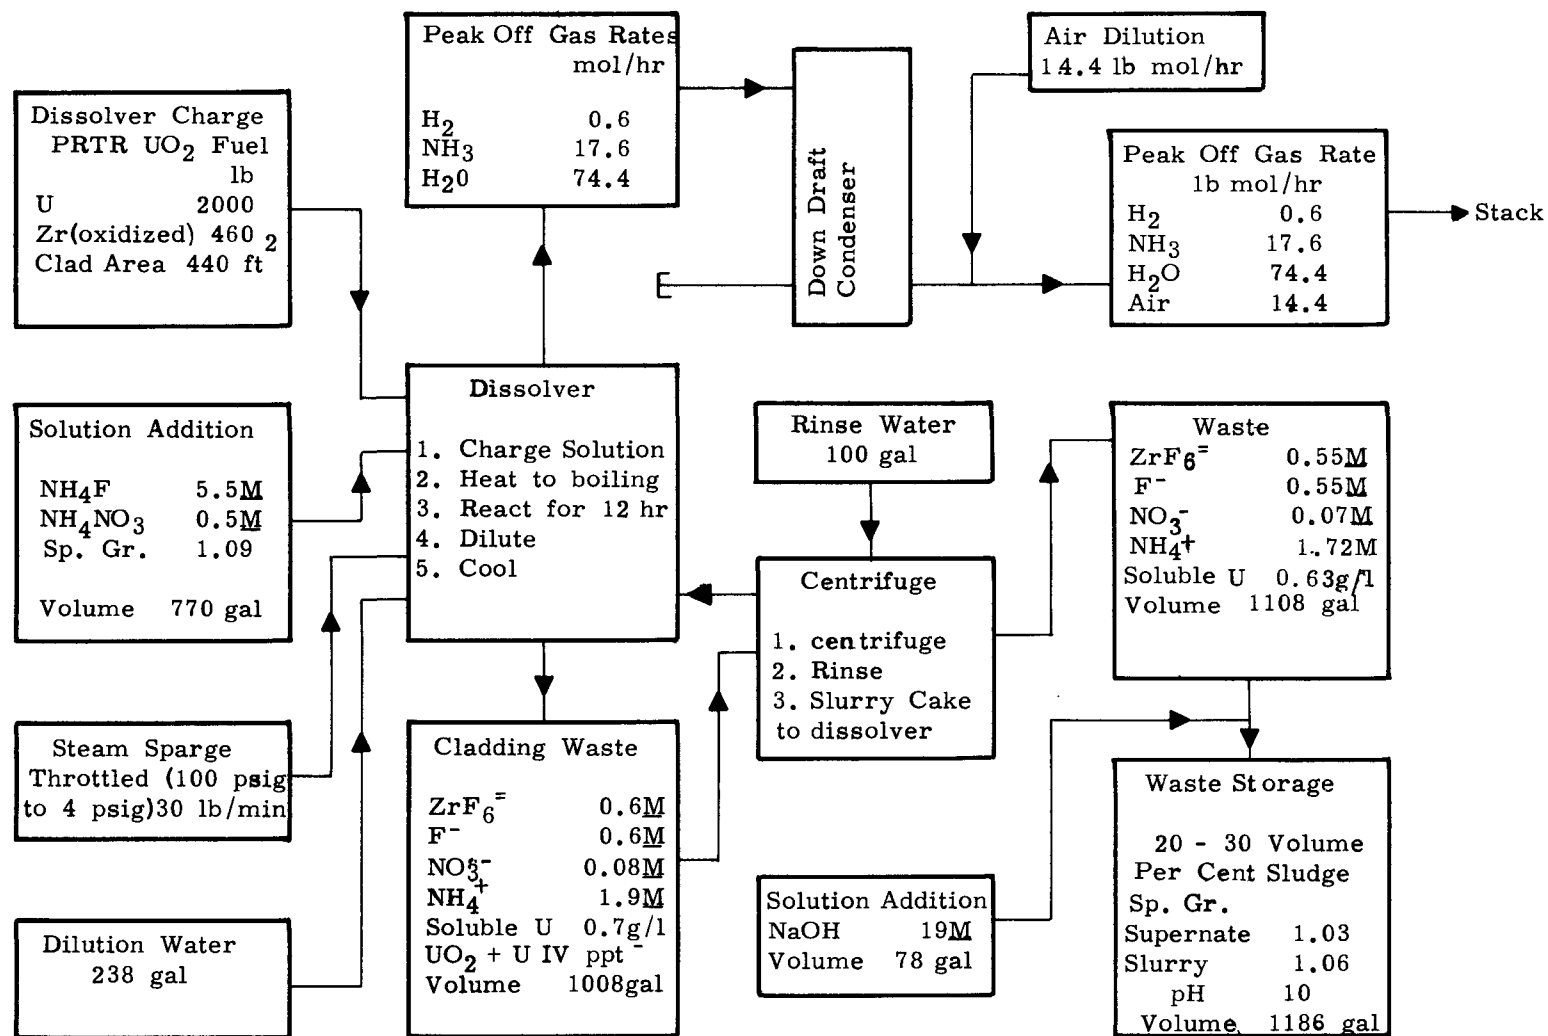 Peak Off Gas Rates
mol/hr
H2 0.6
NH3 17.6
H20 74.4
Air Dilution
14.4 lb mol/hr
Dissolver Charge
PRTR UO2 Fuel
lb
U 2000
Zr(oxidized) 460
Clad Area 440 ft2
Down Draft
Condenser
Peak Off Gas Rate
lb mol/hr
H2 0.6
NH3 17.6
H2O 74.4
Air 14.4
Stack
Solution Addition
NH4F 5.5M
NH4NO3 0.5M
Sp. Gr. 1.09
Volume 770 gal
Dissolver
1. Charge Solution
2. Heat to boiling
3. React for 12 hr
4. Dilute
5. Cool
Rinse Water
100 gal
Waste
ZrF6= 0.55M
F- 0.55M
NO3- 0.07M
NH4+ 1.72M
Soluble U 0.63g/l
Volume 1108 gal
Centrifuge
1. centrifuge
2. Rinse
3. Slurry Cake
to dissolver
Steam Sparge
Throttled (100 psig
to 4 psig)30 lb/min
Cladding Waste
ZrF6= 0.6M
F- 0.6M
NO3- 0.08M
NH4+ 1.9M
Soluble U 0.7g/l
UO2 + U IV ppt-
Volume 1008gal
Dilution Water
238 gal
Solution Addition
NaOH 19M
Volume 78 gal
Waste Storage
20 - 30 Volume
Per Cent Sludge
Sp. Gr.
Supernate 1.03
Slurry 1.06
pH 10
Volume, 1186 gal